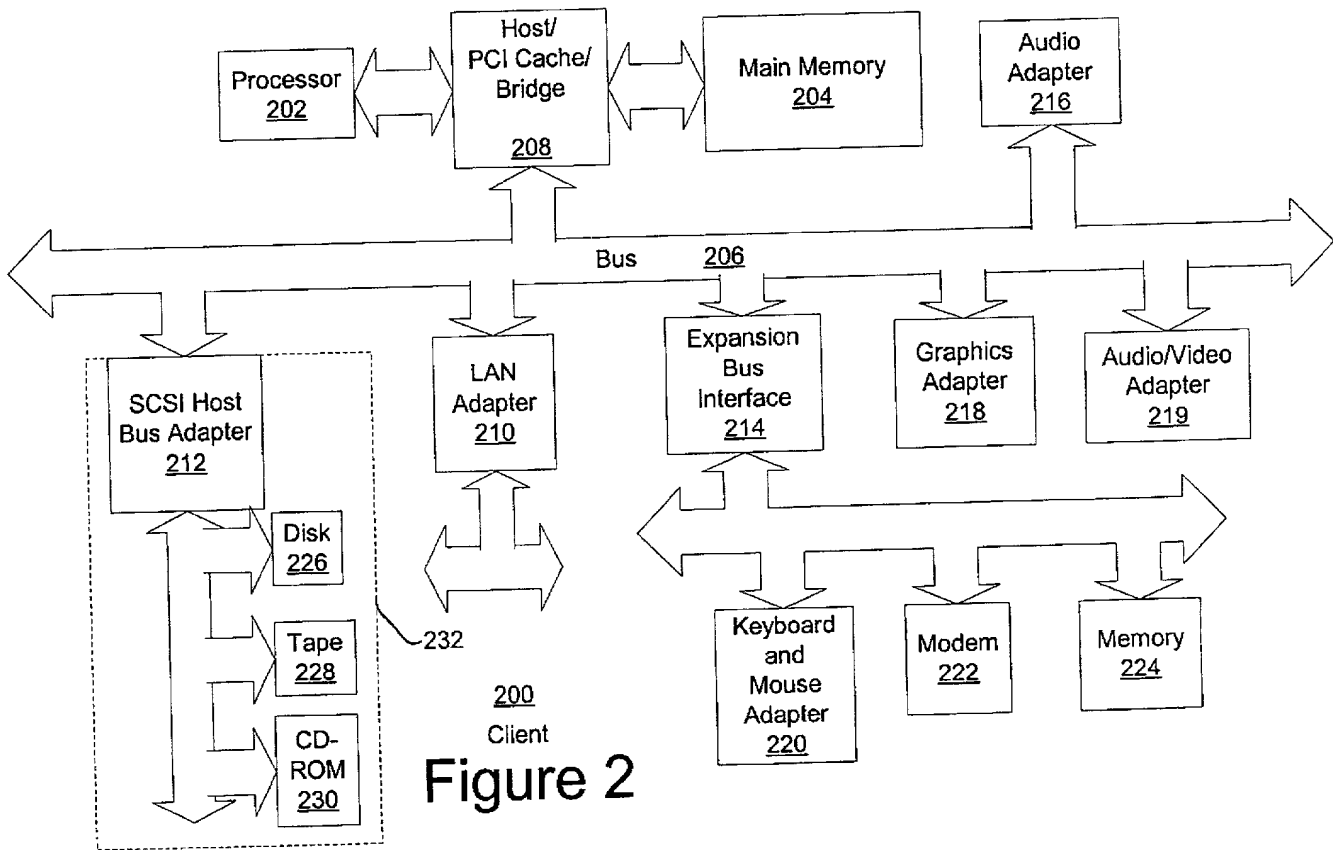 Host/
PCI Cache/
Bridge
208
Processor
202
Main Memory
204
Audio
Adapter
216
Bus 206
SCSI Host
Bus Adapter
212
LAN
Adapter
210
Expansion
Bus
Interface
214
Graphics
Adapter
218
Audio/Video
Adapter
219
Disk
226
Tape
228
CD-
ROM
230
232
Keyboard
and
Mouse
Adapter
220
Modem
222
Memory
224
200
Client
Figure 2